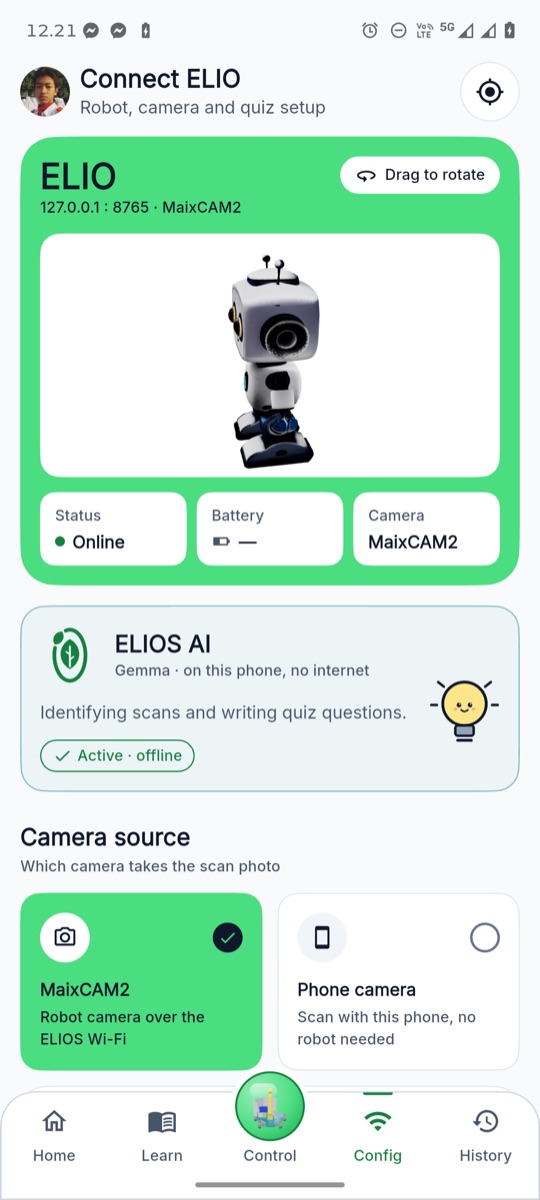 12.21
Vo LTE
5G
Connect ELIO
Robot, camera and quiz setup
ELIO
Drag to rotate
127.0.0.1 : 8765 · MaixCAM2
Status
Battery
Camera
Online
—
MaixCAM2
ELIOS AI
Gemma · on this phone, no internet
Identifying scans and writing quiz questions.
Active · offline
Camera source
Which camera takes the scan photo
MaixCAM2
Robot camera over the
ELIOS Wi-Fi
Phone camera
Scan with this phone, no
robot needed
Home
Learn
Control
Config
History